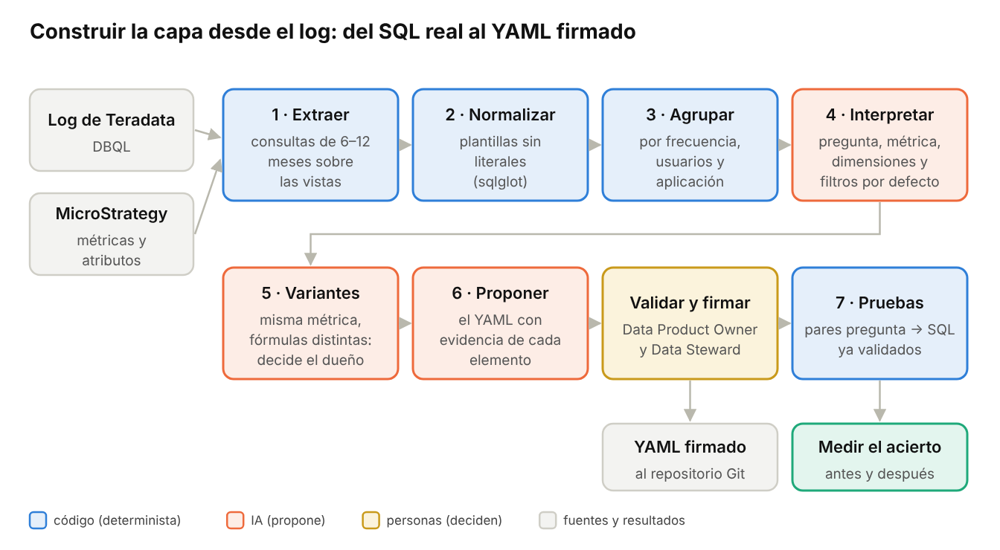 Construir la capa desde el log: del SQL real al YAML firmado
Log de Teradata
DBQL
MicroStrategy
métricas y
atributos
1 · Extraer
consultas de 6–12
meses sobre
las vistas
2 · Normalizar
plantillas sin
literales
(sqlglot)
3 · Agrupar
por frecuencia,
usuarios y
aplicación
4 · Interpretar
pregunta, métrica,
dimensiones y
filtros por defecto
5 · Variantes
misma métrica,
fórmulas distintas:
decide el dueño
6 · Proponer
el YAML con
evidencia de cada
elemento
Validar y firmar
Data Product Owner
y Data Steward
7 · Pruebas
pares pregunta → SQL
ya validados
YAML firmado
al repositorio Git
Medir el acierto
antes y después
código (determinista)
IA (propone)
personas (deciden)
fuentes y resultados